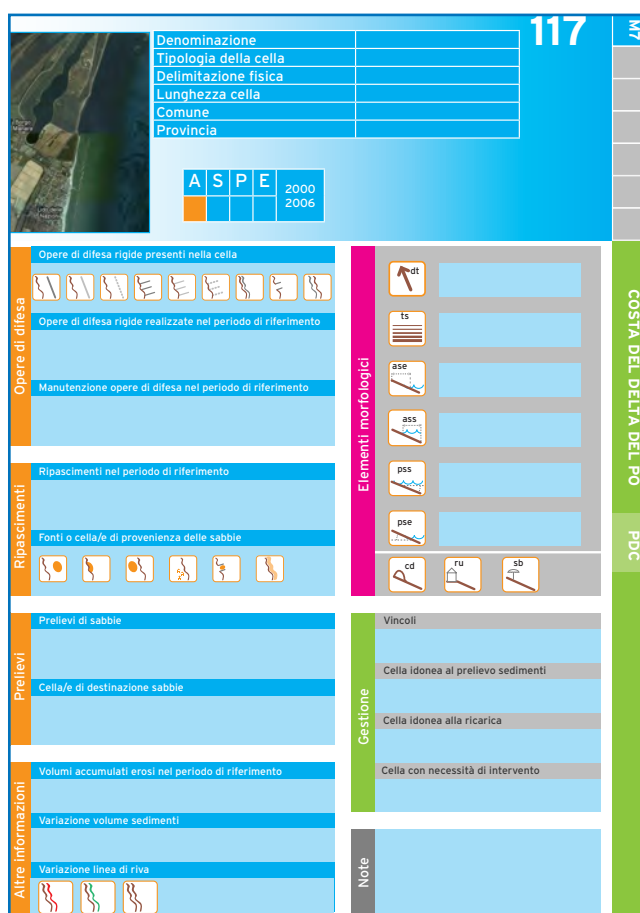 117
M7
Denominazione
Tipologia della cella
Delimitazione fisica
Lunghezza cella
Comune
Provincia
A S P E
2000
2006
Opere di difesa
Opere di difesa rigide presenti nella cella
Opere di difesa rigide realizzate nel periodo di riferimento
Manutenzione opere di difesa nel periodo di riferimento
Ripascimenti
Ripascimenti nel periodo di riferimento
Fonti o cella/e di provenienza delle sabbie
Prelievi
Prelievi di sabbie
Cella/e di destinazione sabbie
Altre informazioni
Volumi accumulati erosi nel periodo di riferimento
Variazione volume sedimenti
Variazione linea di riva
Elementi morfologici
dt
ts
ase
ass
pss
pse
cd ru sb
Gestione
Vincoli
Cella idonea al prelievo sedimenti
Cella idonea alla ricarica
Cella con necessità di intervento
Note
COSTA DEL DELTA DEL PO
PDC